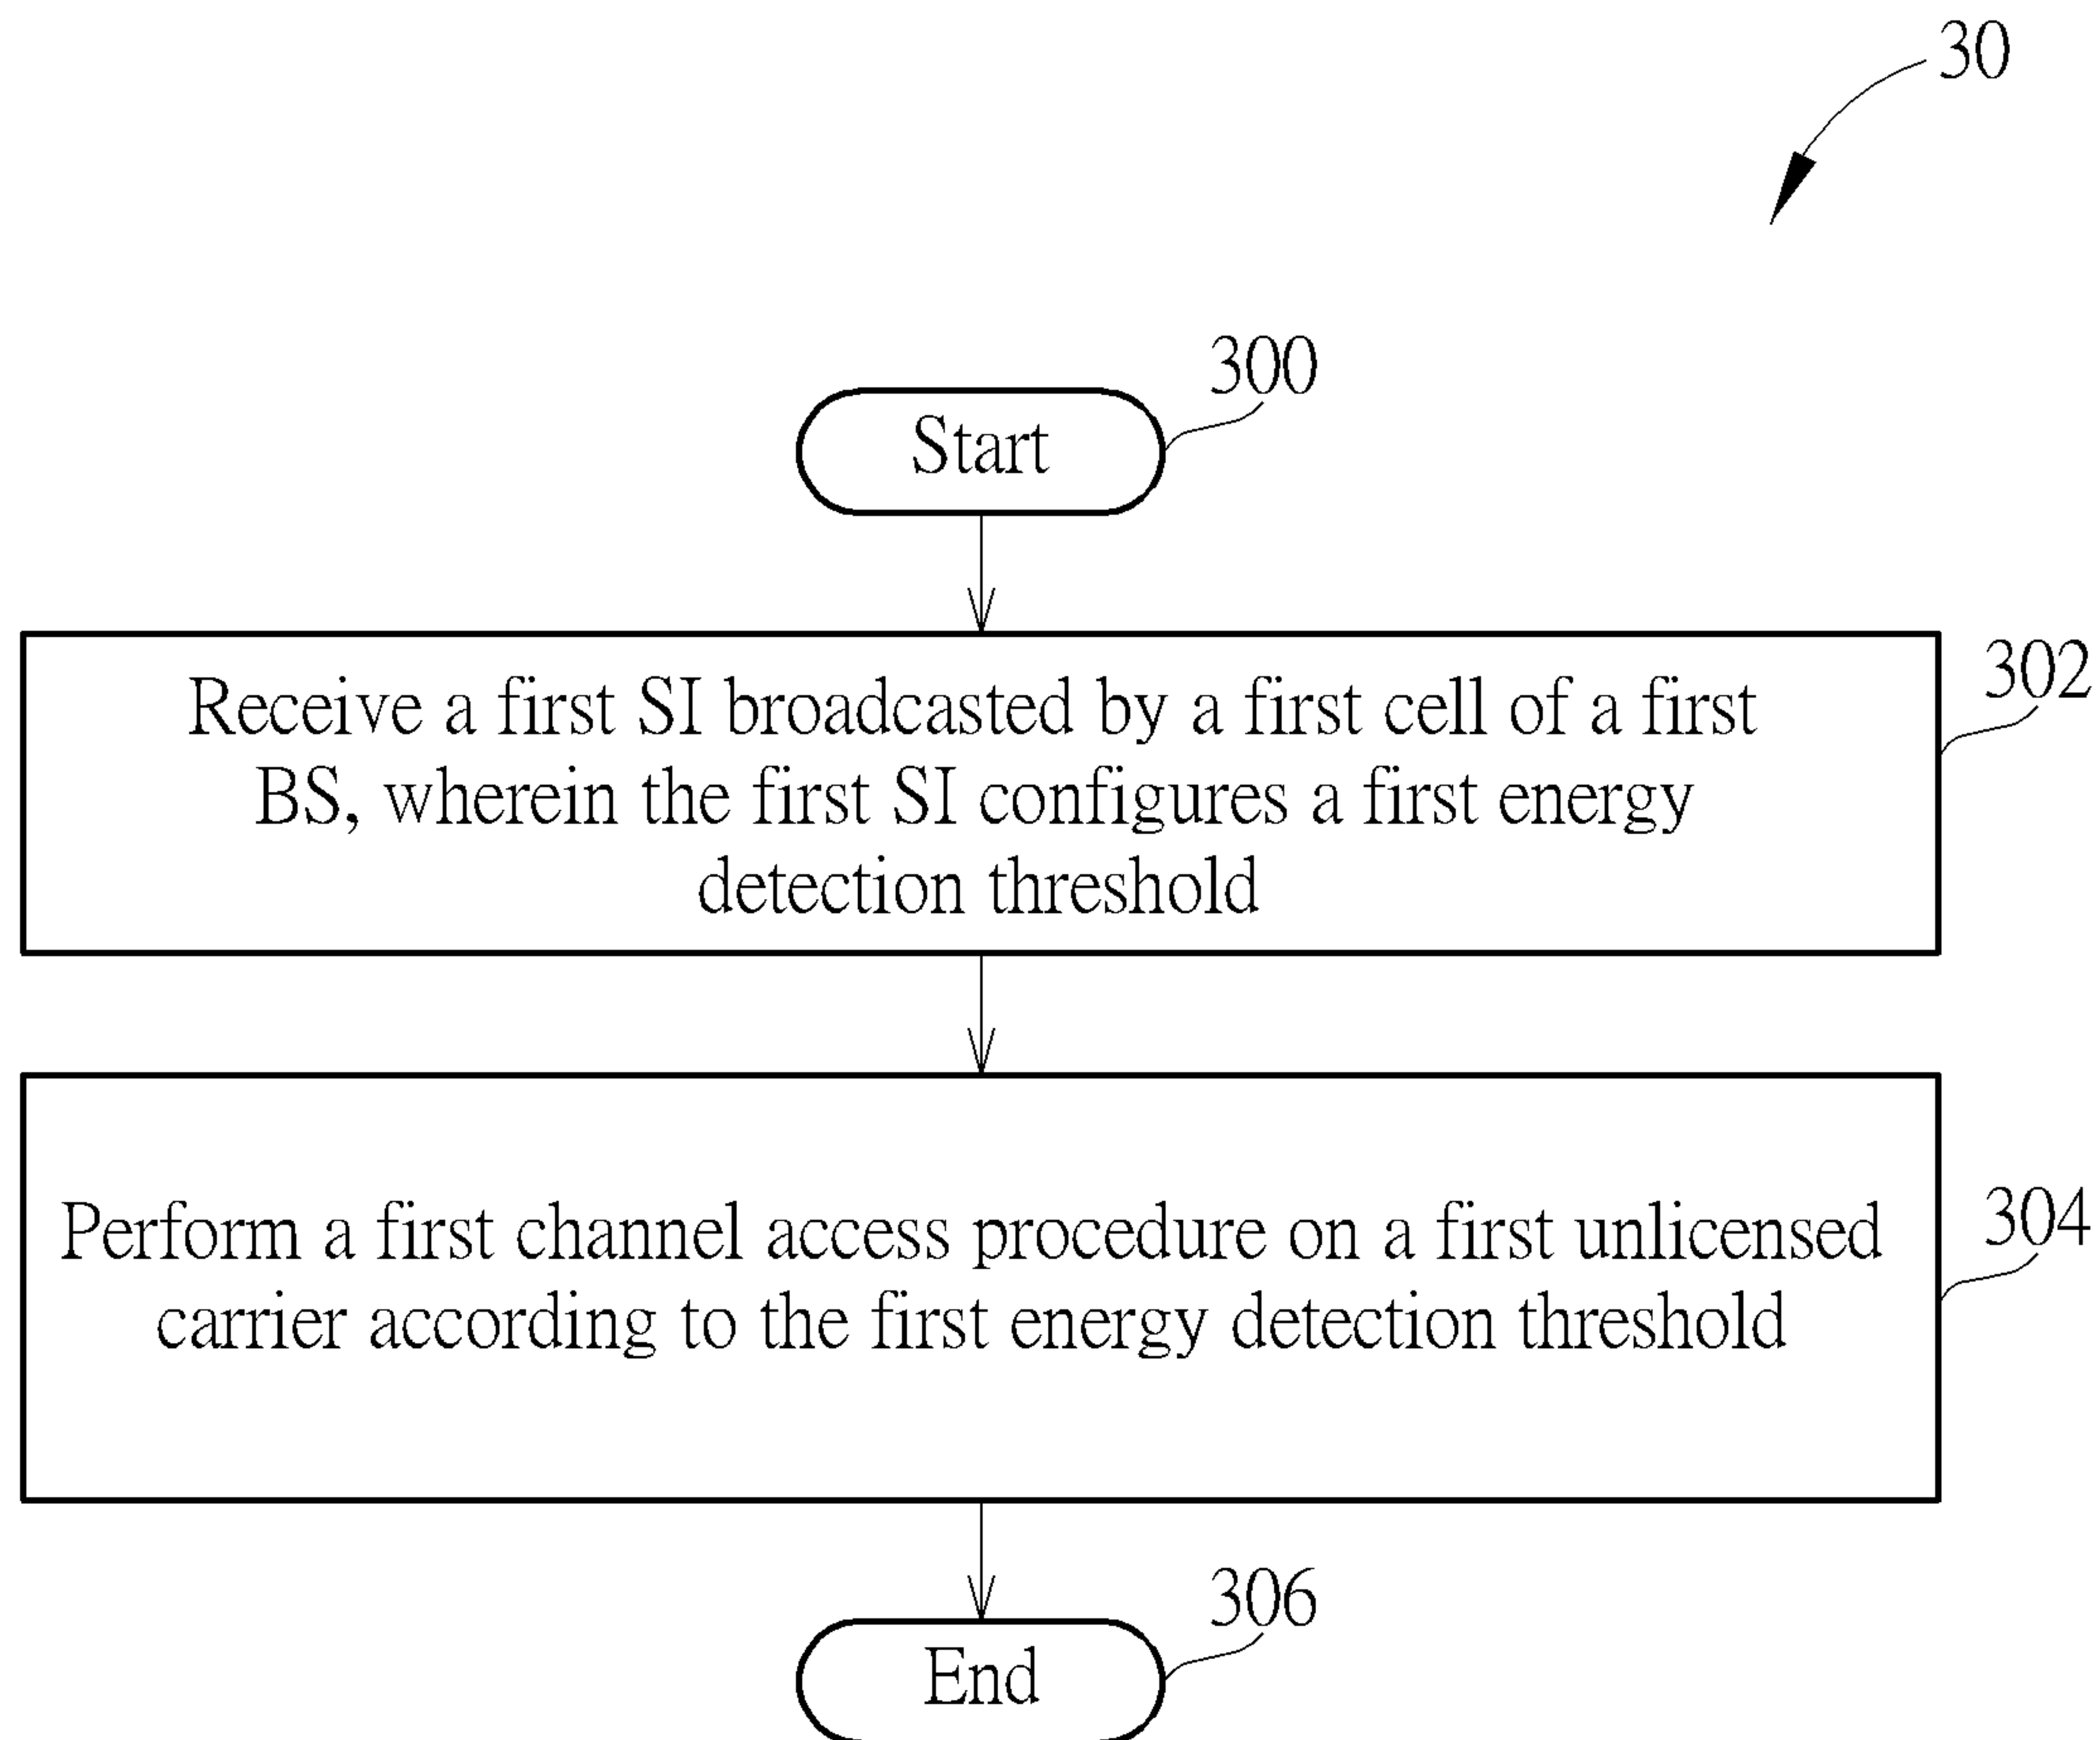 30
300
Start
302
Receive a first SI broadcasted by a first cell of a first
BS, wherein the first SI configures a first energy
detection threshold
304
Perform a first channel access procedure on a first unlicensed
carrier according to the first energy detection threshold
306
End